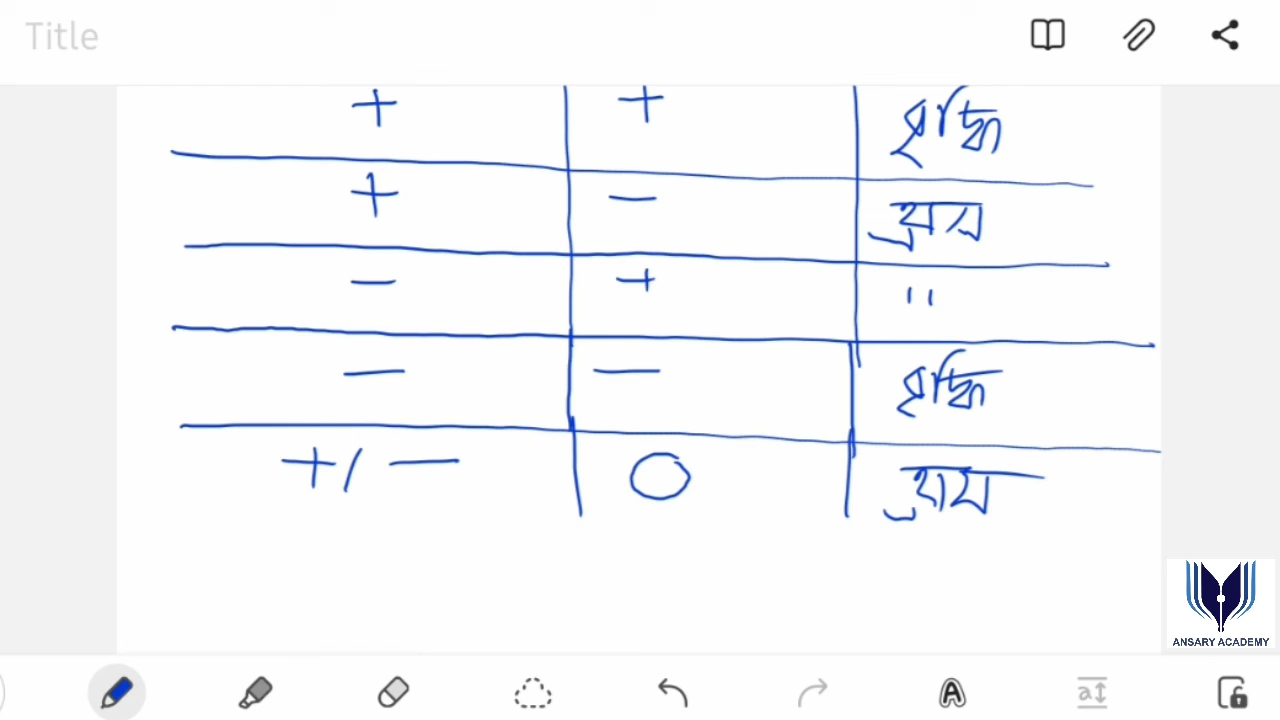 Title
+ + বৃদ্ধি
+ − হ্রাস
− + "
− − বৃদ্ধি
+/− 0 হ্রাস
ANSARY ACADEMY
A
a